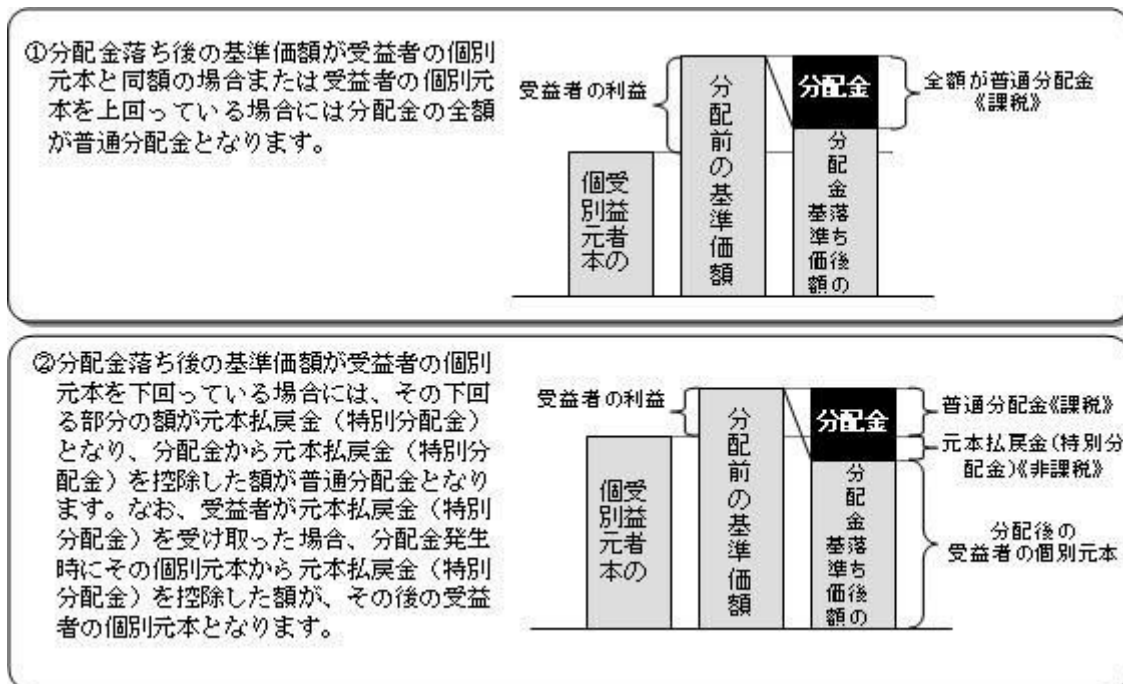 ①分配金落ち後の基準価額が受益者の個別
元本と同額の場合または受益者の個別元
本を上回っている場合には分配金の全額
が普通分配金となります。
受益者の利益
受益者の
個別元本
分配前の基準価額
分配金
分配金落ち後の
基準価額
全額が普通分配金
《課税》
②分配金落ち後の基準価額が受益者の個別
元本を下回っている場合には、その下回
る部分の額が元本払戻金（特別分配金）
となり、分配金から元本払戻金（特別分
配金）を控除した額が普通分配金となり
ます。なお、受益者が元本払戻金（特別
分配金）を受け取った場合、分配金発生
時にその個別元本から元本払戻金（特別
分配金）を控除した額が、その後の受益
者の個別元本となります。
受益者の利益
受益者の
個別元本
分配前の基準価額
分配金
分配金落ち後の
基準価額
普通分配金《課税》
元本払戻金(特別分
配金)《非課税》
分配後の
受益者の個別元本